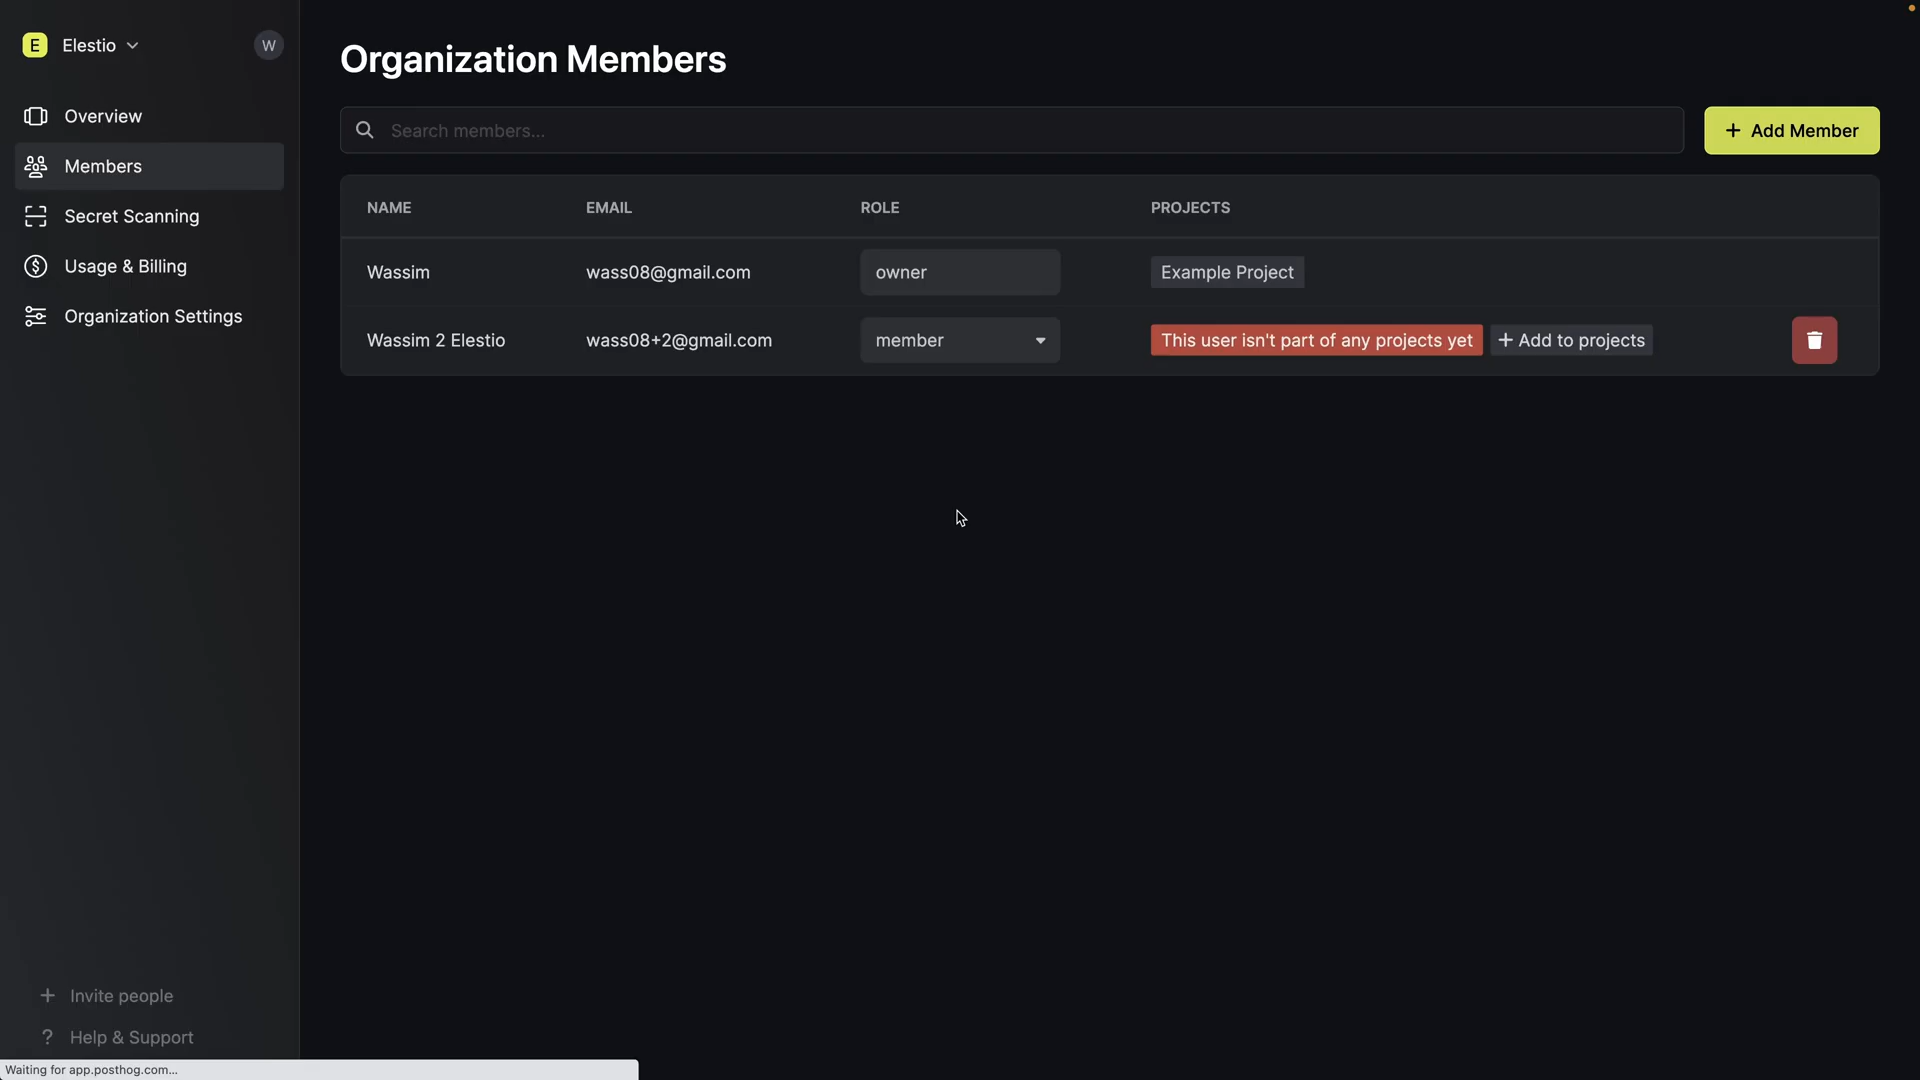 E Elestio W
Overview
Members
Secret Scanning
Usage & Billing
Organization Settings
+ Invite people
? Help & Support
Waiting for app.posthog.com...
Organization Members
Search members...
+ Add Member
NAME EMAIL ROLE PROJECTS
Wassim wass08@gmail.com owner Example Project
Wassim 2 Elestio wass08+2@gmail.com member This user isn't part of any projects yet + Add to projects